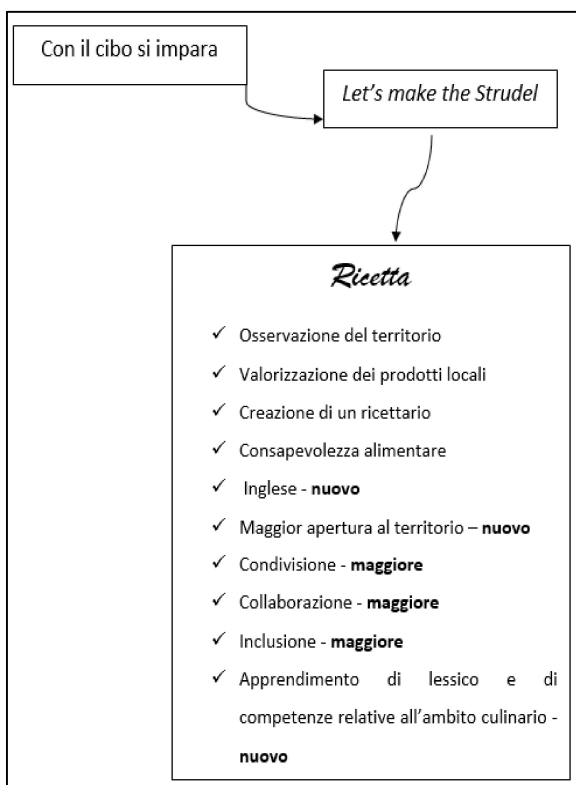 Con il cibo si impara
Let's make the Strudel
Ricetta
✓ Osservazione del territorio
✓ Valorizzazione dei prodotti locali
✓ Creazione di un ricettario
✓ Consapevolezza alimentare
✓ Inglese - nuovo
✓ Maggior apertura al territorio – nuovo
✓ Condivisione - maggiore
✓ Collaborazione - maggiore
✓ Inclusione - maggiore
✓ Apprendimento di lessico e di
competenze relative all'ambito culinario -
nuovo